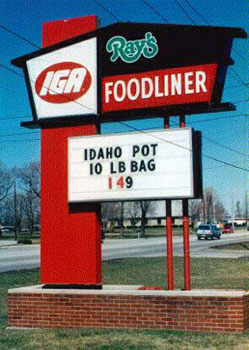 Ray's
IGA
FOODLINER
IDAHO POT
10 LB BAG
149